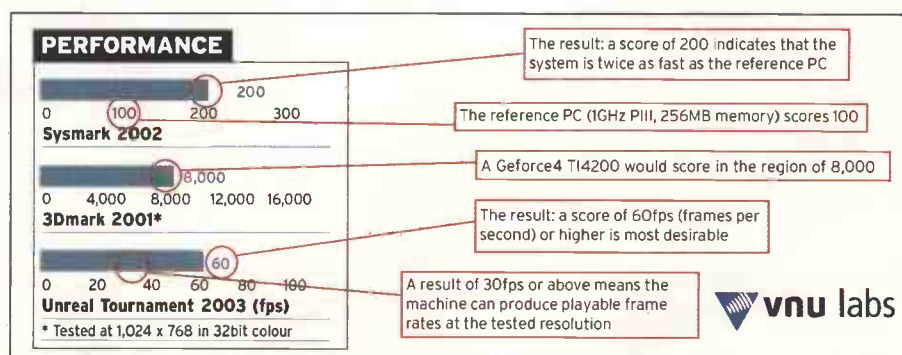 PERFORMANCE
200
0 100 200 300
Sysmark 2002
8,000
0 4,000 8,000 12,000 16,000
3Dmark 2001*
60
0 20 40 60 80 100
Unreal Tournament 2003 (fps)
* Tested at 1,024 x 768 in 32bit colour
The result: a score of 200 indicates that the
system is twice as fast as the reference PC
The reference PC (1GHz PIII, 256MB memory) scores 100
A Geforce4 TI4200 would score in the region of 8,000
The result: a score of 60fps (frames per
second) or higher is most desirable
A result of 30fps or above means the
machine can produce playable frame
rates at the tested resolution
vnu labs